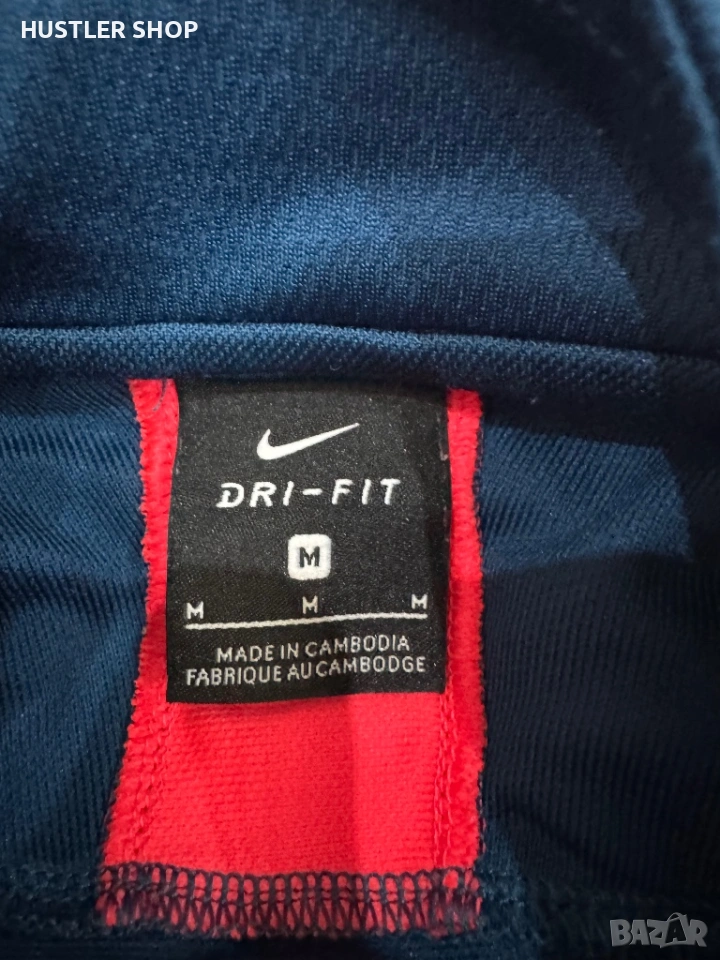 HUSTLER SHOP
DRI-FIT
M
M M M
MADE IN CAMBODIA
FABRIQUE AU CAMBODGE
BAZAR